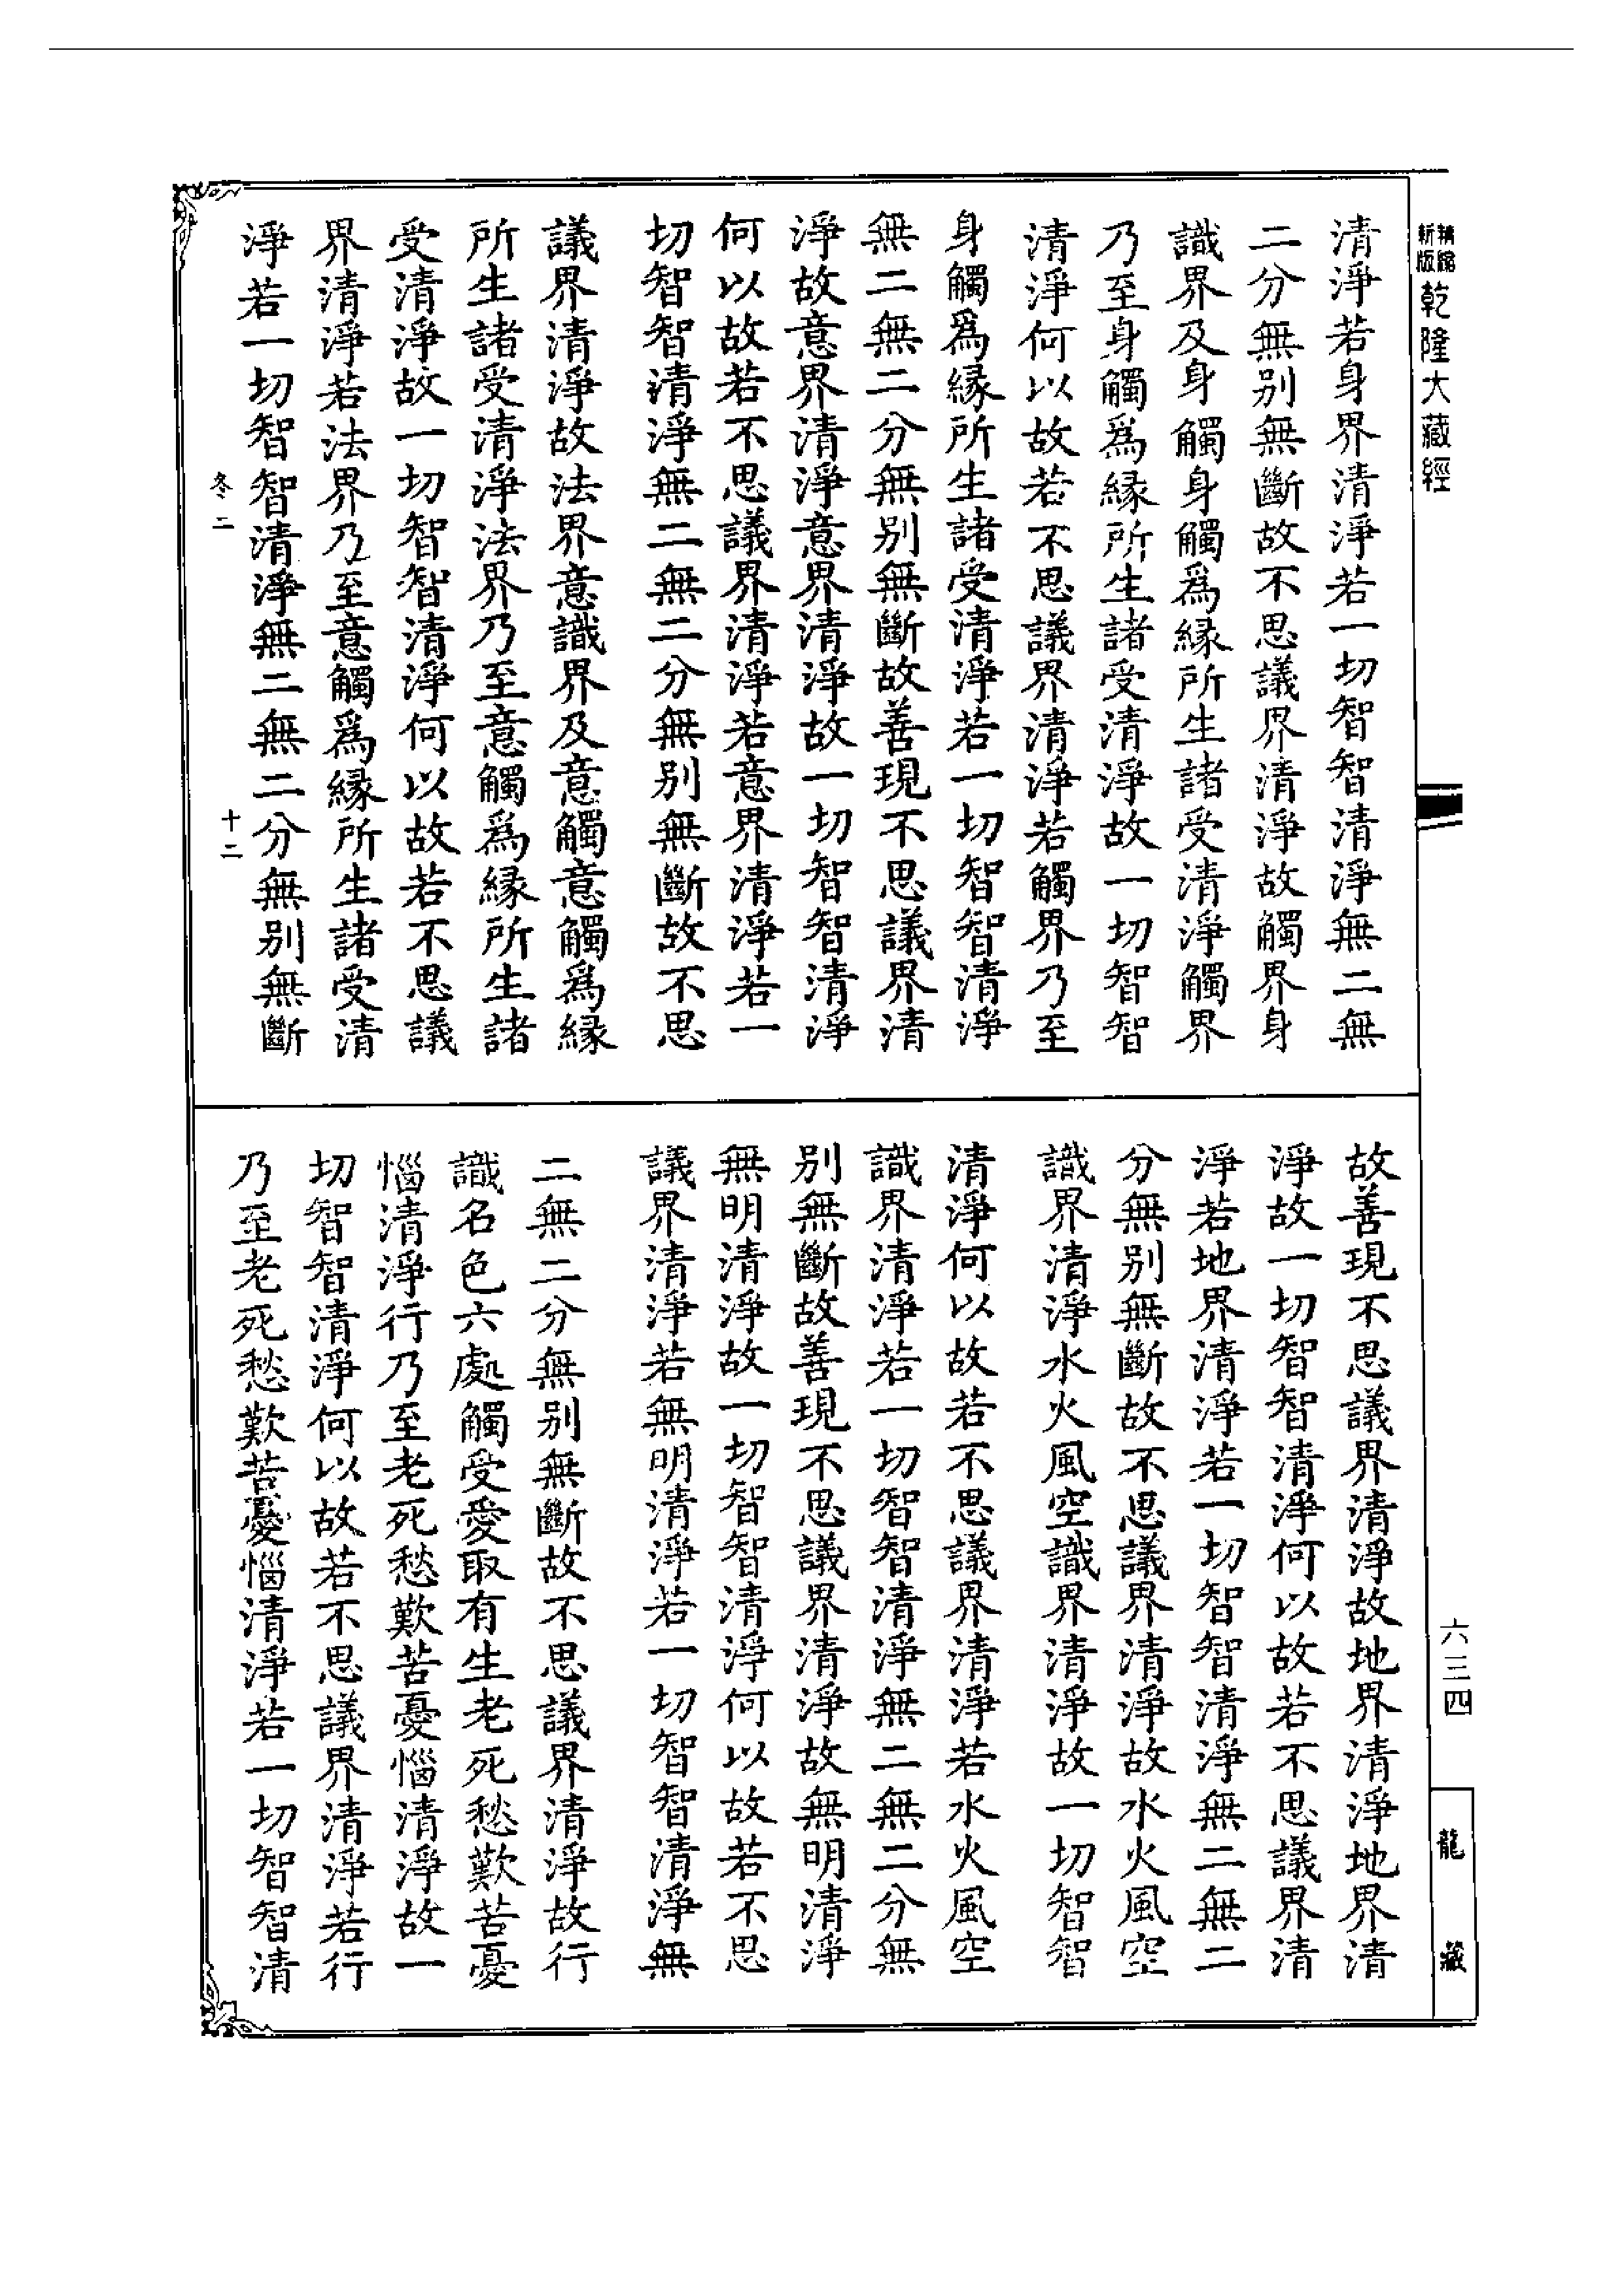 精縮新版乾隆大藏經
清淨若身界清淨若一切智智清淨無二無
二分無別無斷故不思議界清淨故觸界身
識界及身觸身觸爲緣所生諸受清淨觸界
乃至身觸爲緣所生諸受清淨故一切智智
清淨何以故若不思議界清淨若觸界乃至
身觸爲緣所生諸受清淨若一切智智清淨
無二無二分無別無斷故善現不思議界清
淨故意界清淨意界清淨故一切智智清淨
何以故若不思議界清淨若意界清淨若一
切智智清淨無二無二分無別無斷故不思
議界清淨故法界意識界及意觸意觸爲緣
所生諸受清淨法界乃至意觸爲緣所生諸
受清淨故一切智智清淨何以故若不思議
界清淨若法界乃至意觸爲緣所生諸受清
淨若一切智智清淨無二無二分無別無斷
冬二
十二
故善現不思議界清淨故地界清淨地界清
淨故一切智智清淨何以故若不思議界清
淨若地界清淨若一切智智清淨無二無二
分無別無斷故不思議界清淨故水火風空
識界清淨水火風空識界清淨故一切智智
清淨何以故若不思議界清淨若水火風空
識界清淨若一切智智清淨無二無二分無
別無斷故善現不思議界清淨故無明清淨
無明清淨故一切智智清淨何以故若不思
議界清淨若無明清淨若一切智智清淨無
二無二分無別無斷故不思議界清淨故行
識名色六處觸受愛取有生老死愁歎苦憂
惱清淨行乃至老死愁歎苦憂惱清淨故一
切智智清淨何以故若不思議界清淨若行
乃至老死愁歎苦憂惱清淨若一切智智清
六三四
龍藏